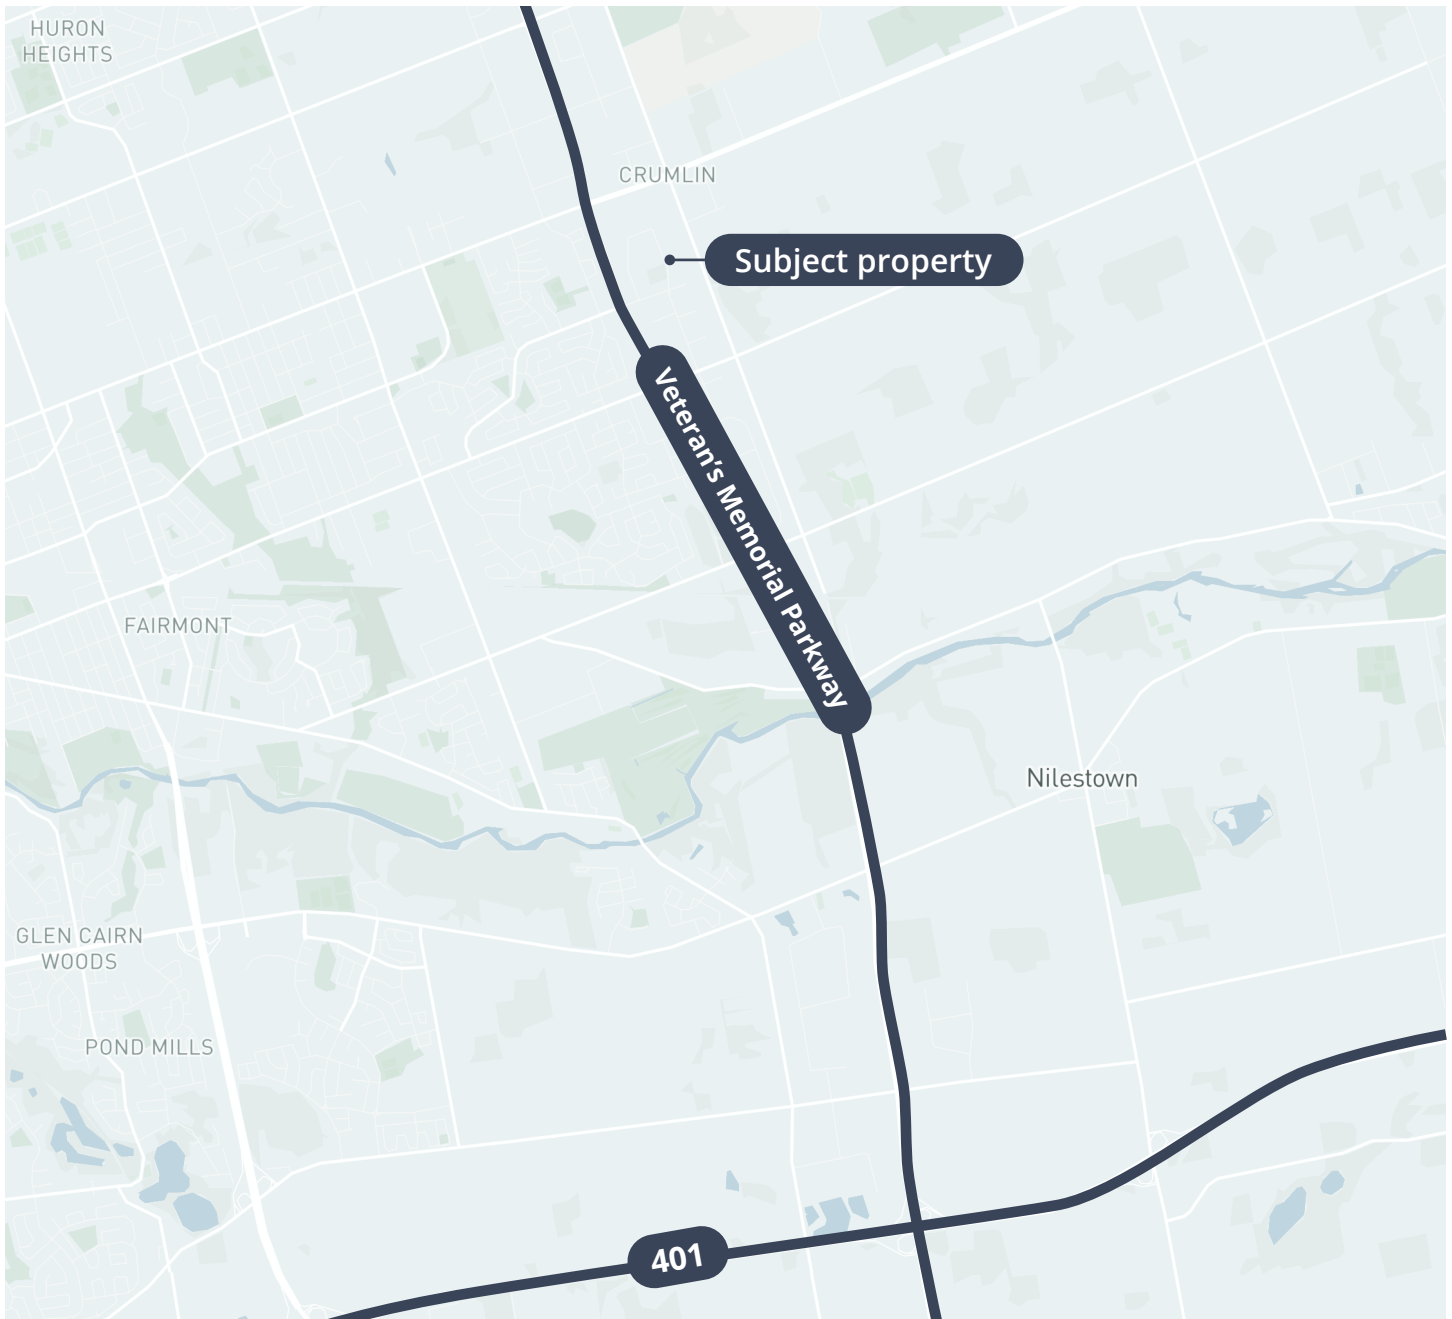 HURON
HEIGHTS
CRUMLIN
Subject property
Veteran's Memorial Parkway
FAIRMONT
Nilestown
GLEN CAIRN
WOODS
POND MILLS
401